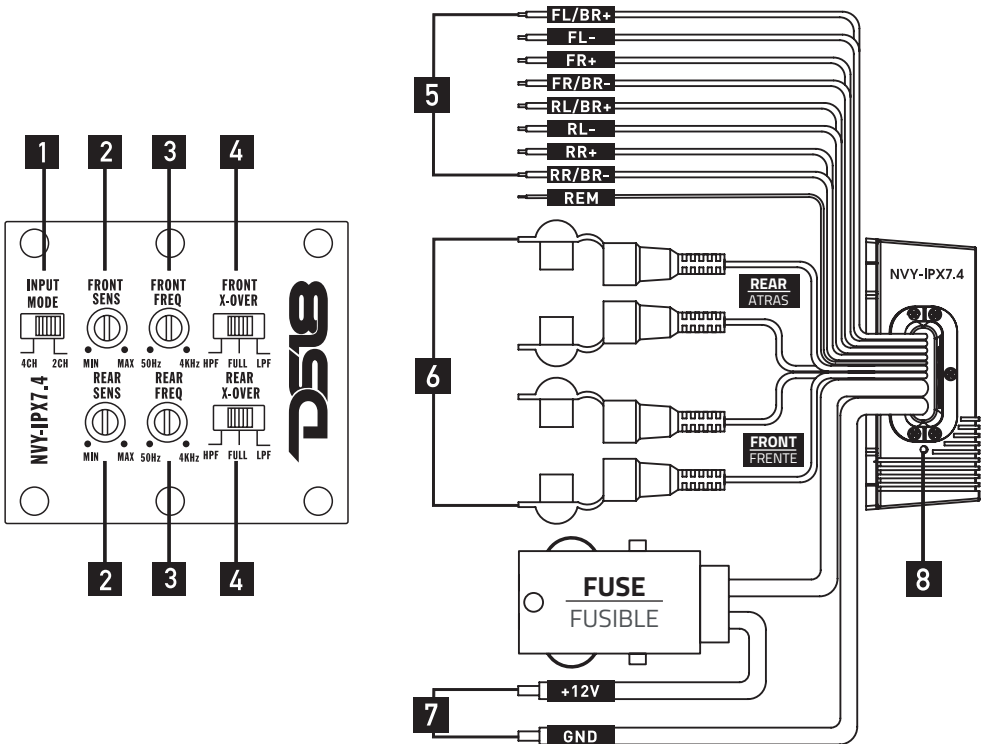 1
2
3
4
INPUT
MODE
4CH 2CH
FRONT
SENS
MIN MAX
FRONT
FREQ
50Hz 4KHz
FRONT
X-OVER
HPF FULL LPF
REAR
SENS
MIN MAX
REAR
FREQ
50Hz 4KHz
REAR
X-OVER
HPF FULL LPF
NVY-IPX7.4
DS18
2
3
4
5
FL/BR+
FL-
FR+
FR/BR-
RL/BR+
RL-
RR+
RR/BR-
REM
6
REAR
ATRAS
FRONT
FRENTE
FUSE
FUSIBLE
7
+12V
GND
NVY-IPX7.4
8